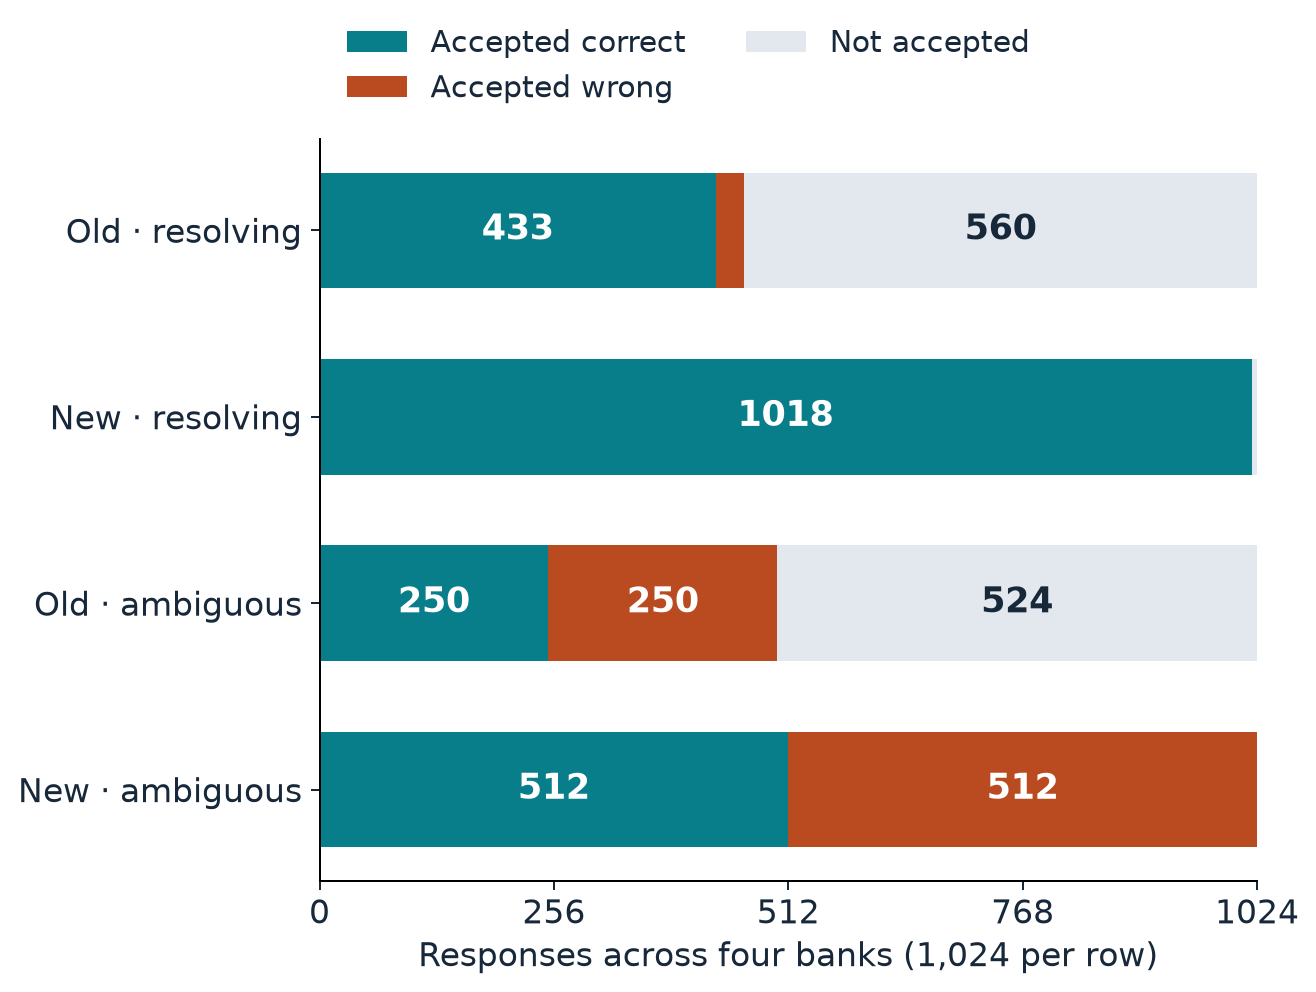 Accepted correct
Not accepted
Accepted wrong
Old · resolving
433
560
New · resolving
1018
Old · ambiguous
250
250
524
New · ambiguous
512
512
0
256
512
768
1024
Responses across four banks (1,024 per row)